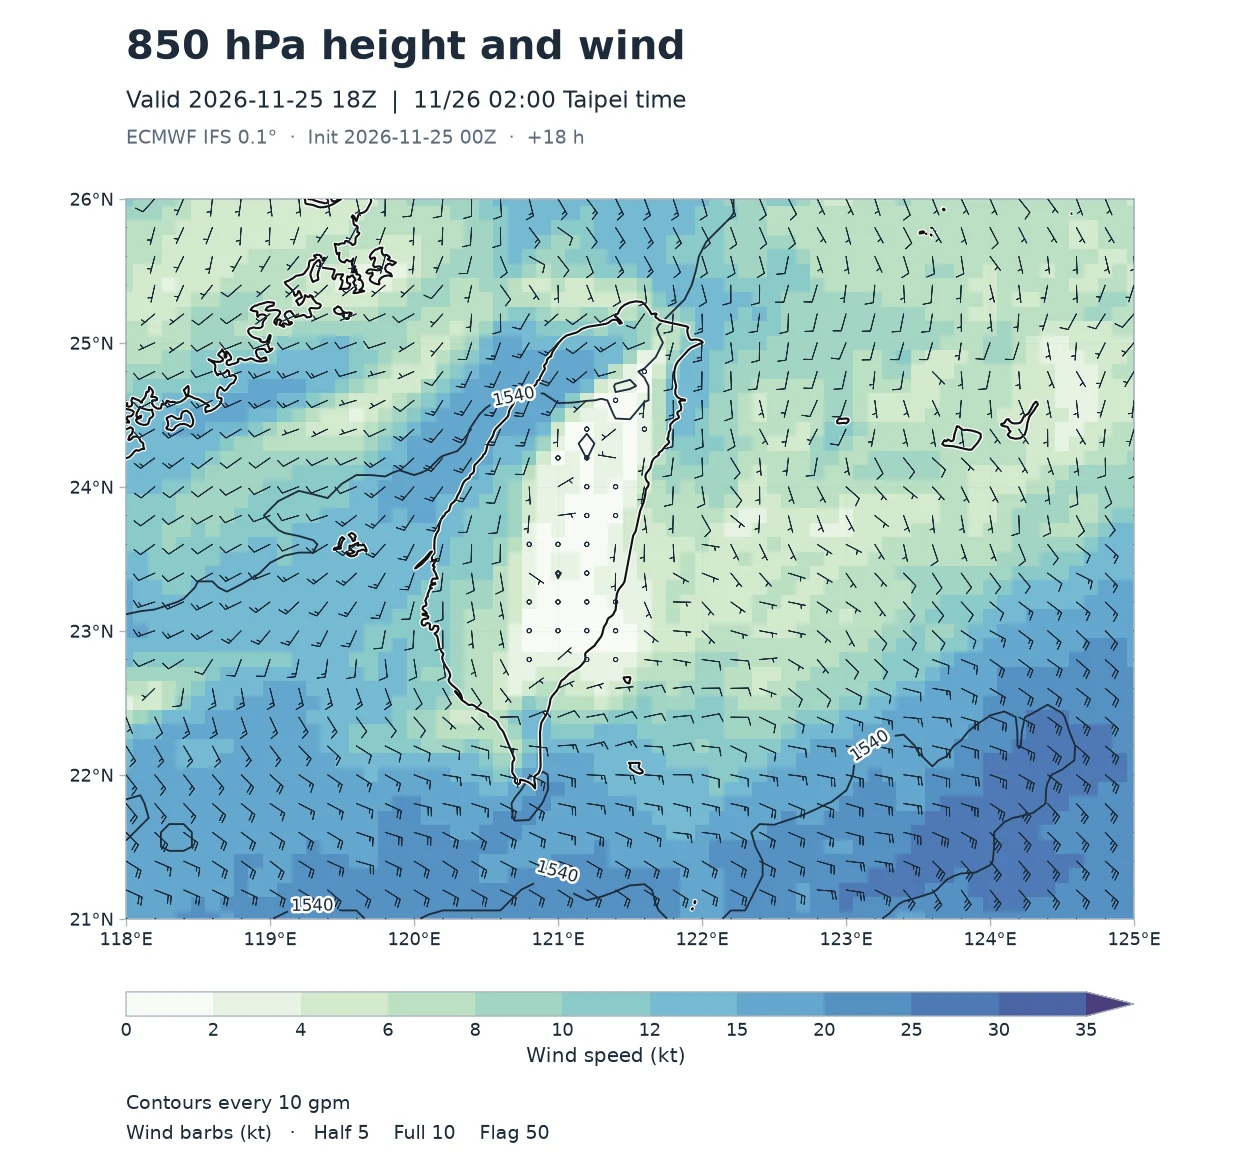 850 hPa height and wind
Valid 2026-11-25 18Z | 11/26 02:00 Taipei time
ECMWF IFS 0.1° · Init 2026-11-25 00Z · +18 h
26°N
25°N
1540
24°N
23°N
1540
22°N
1540
1540
21°N
118°E 119°E 120°E 121°E 122°E 123°E 124°E 125°E
0 2 4 6 8 10 12 15 20 25 30 35
Wind speed (kt)
Contours every 10 gpm
Wind barbs (kt) · Half 5 Full 10 Flag 50